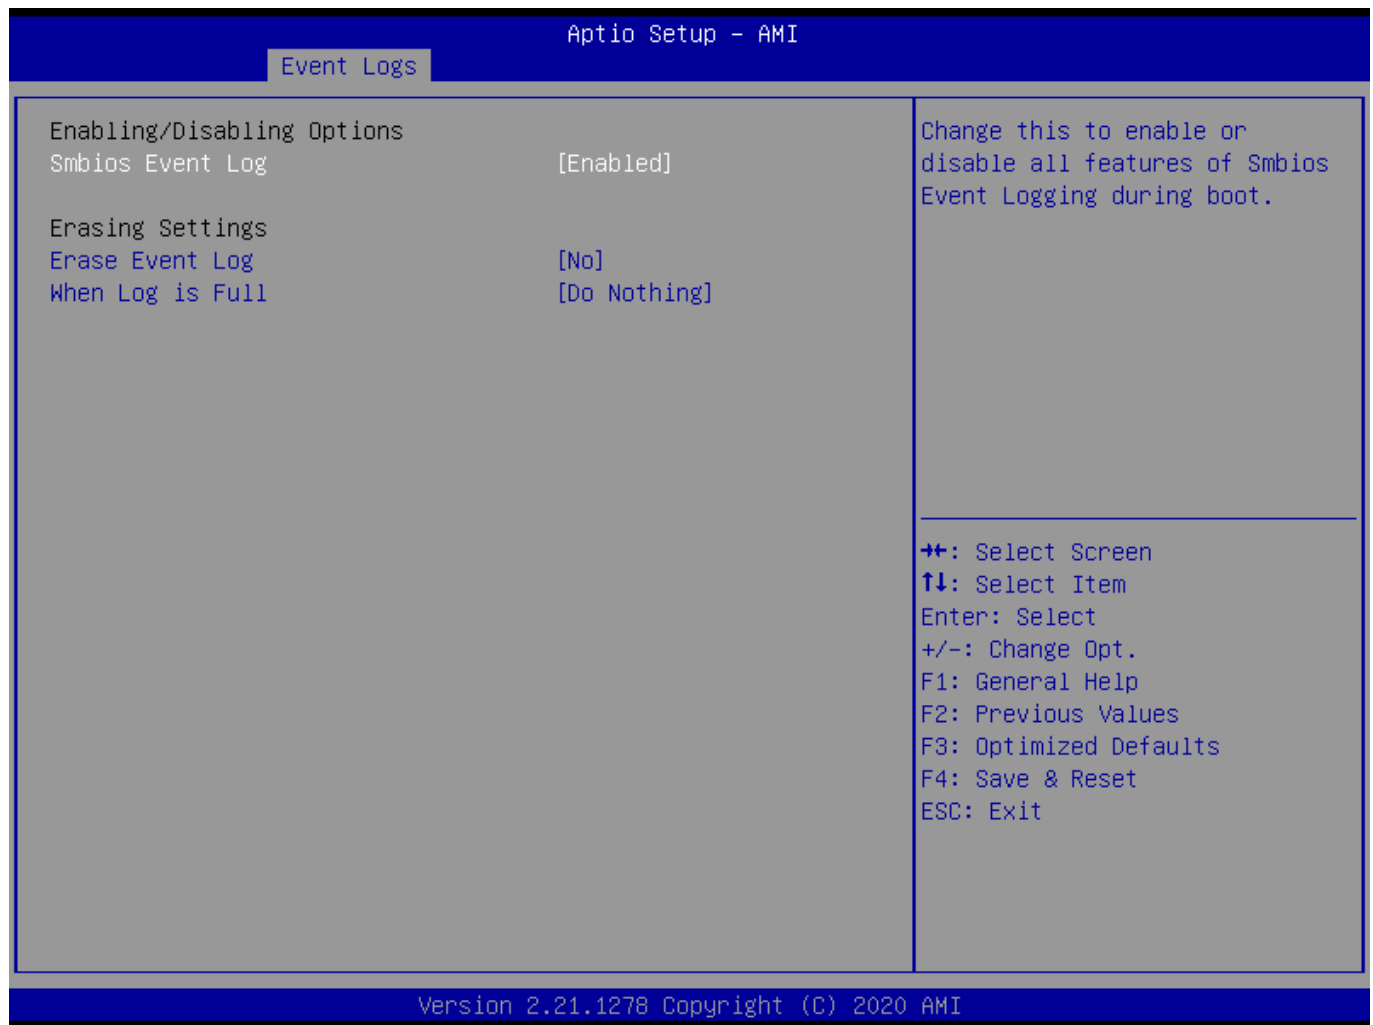 Aptio Setup – AMI
Event Logs
Enabling/Disabling Options
Smbios Event Log [Enabled]
Erasing Settings
Erase Event Log [No]
When Log is Full [Do Nothing]
Change this to enable or
disable all features of Smbios
Event Logging during boot.
→←: Select Screen
↑↓: Select Item
Enter: Select
+/-: Change Opt.
F1: General Help
F2: Previous Values
F3: Optimized Defaults
F4: Save & Reset
ESC: Exit
Version 2.21.1278 Copyright (C) 2020 AMI